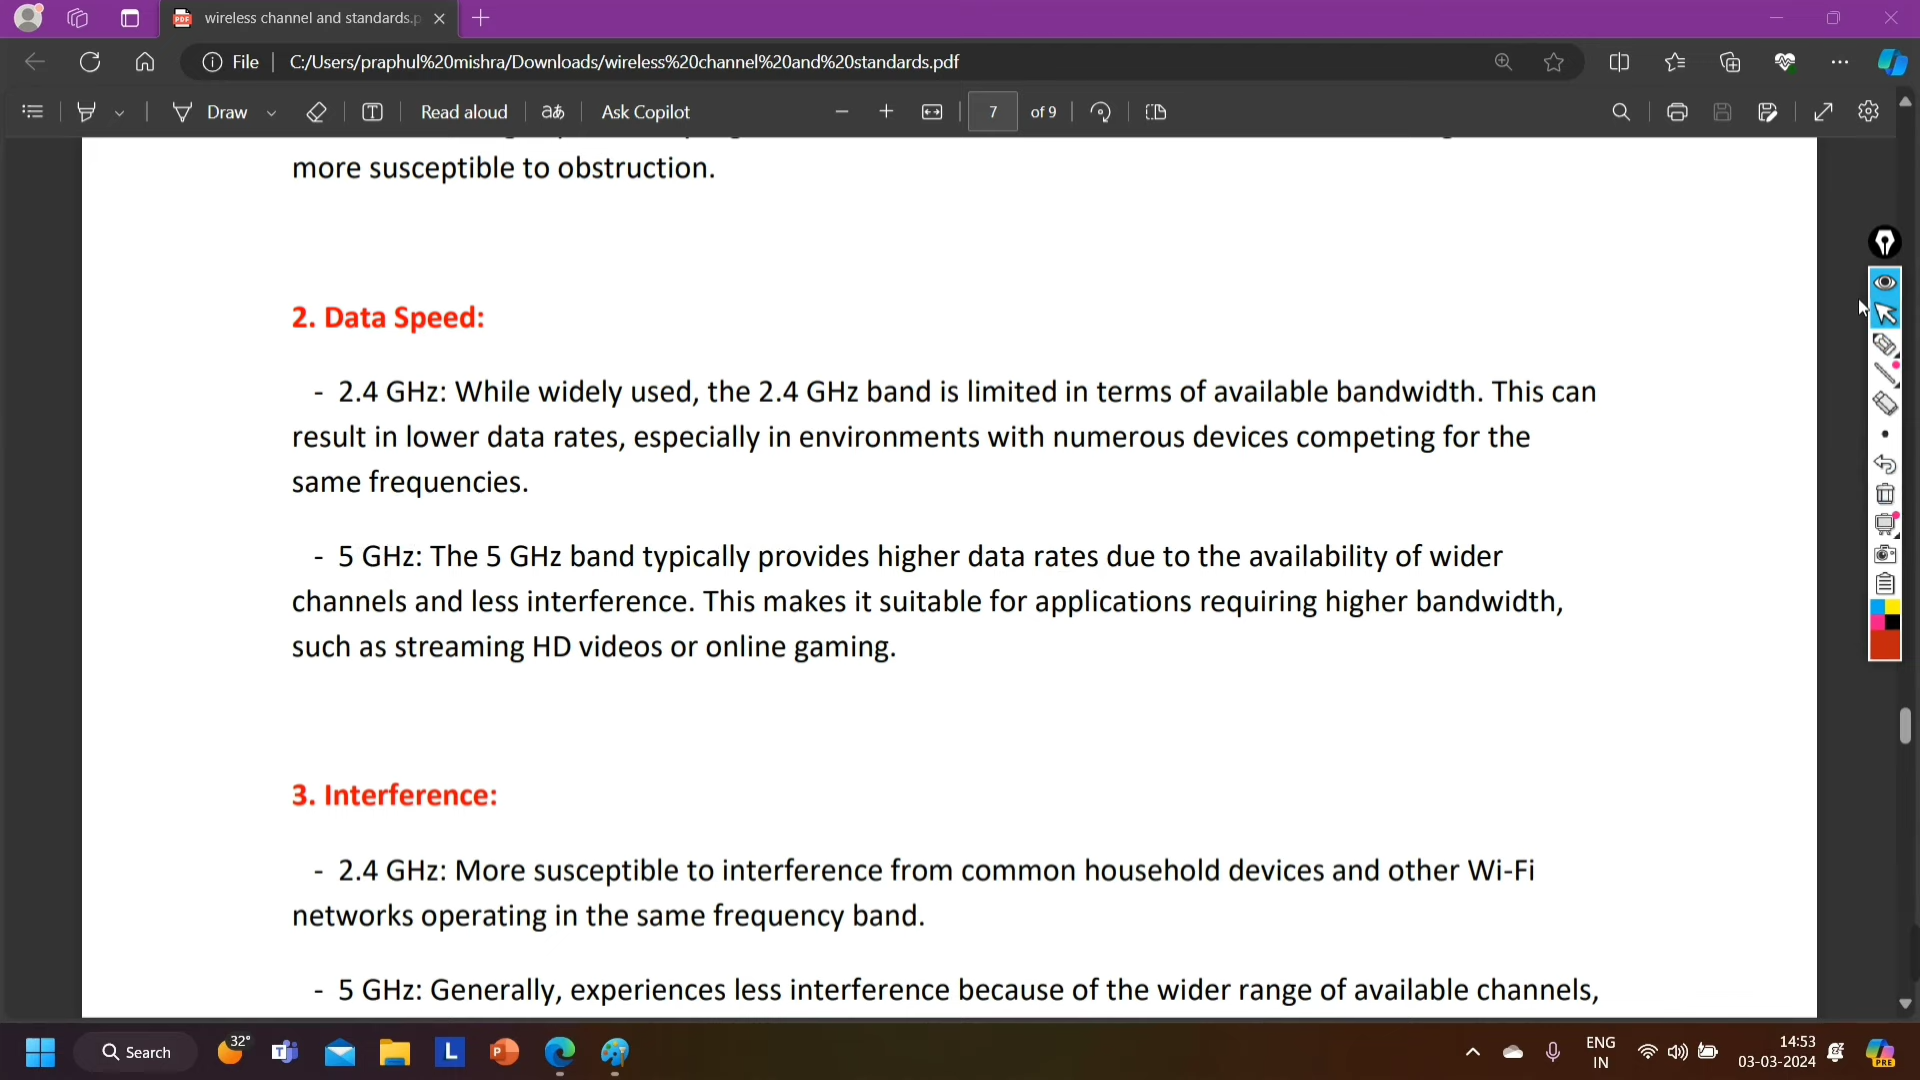 wireless channel and standards.p
File
C:/Users/praphul%20mishra/Downloads/wireless%20channel%20and%20standards.pdf
Draw
Read aloud
aあ
Ask Copilot
7
of 9
more susceptible to obstruction.
2. Data Speed:
- 2.4 GHz: While widely used, the 2.4 GHz band is limited in terms of available bandwidth. This can
result in lower data rates, especially in environments with numerous devices competing for the
same frequencies.
- 5 GHz: The 5 GHz band typically provides higher data rates due to the availability of wider
channels and less interference. This makes it suitable for applications requiring higher bandwidth,
such as streaming HD videos or online gaming.
3. Interference:
- 2.4 GHz: More susceptible to interference from common household devices and other Wi-Fi
networks operating in the same frequency band.
- 5 GHz: Generally, experiences less interference because of the wider range of available channels,
Search
32°
ENG
IN
14:53
03-03-2024